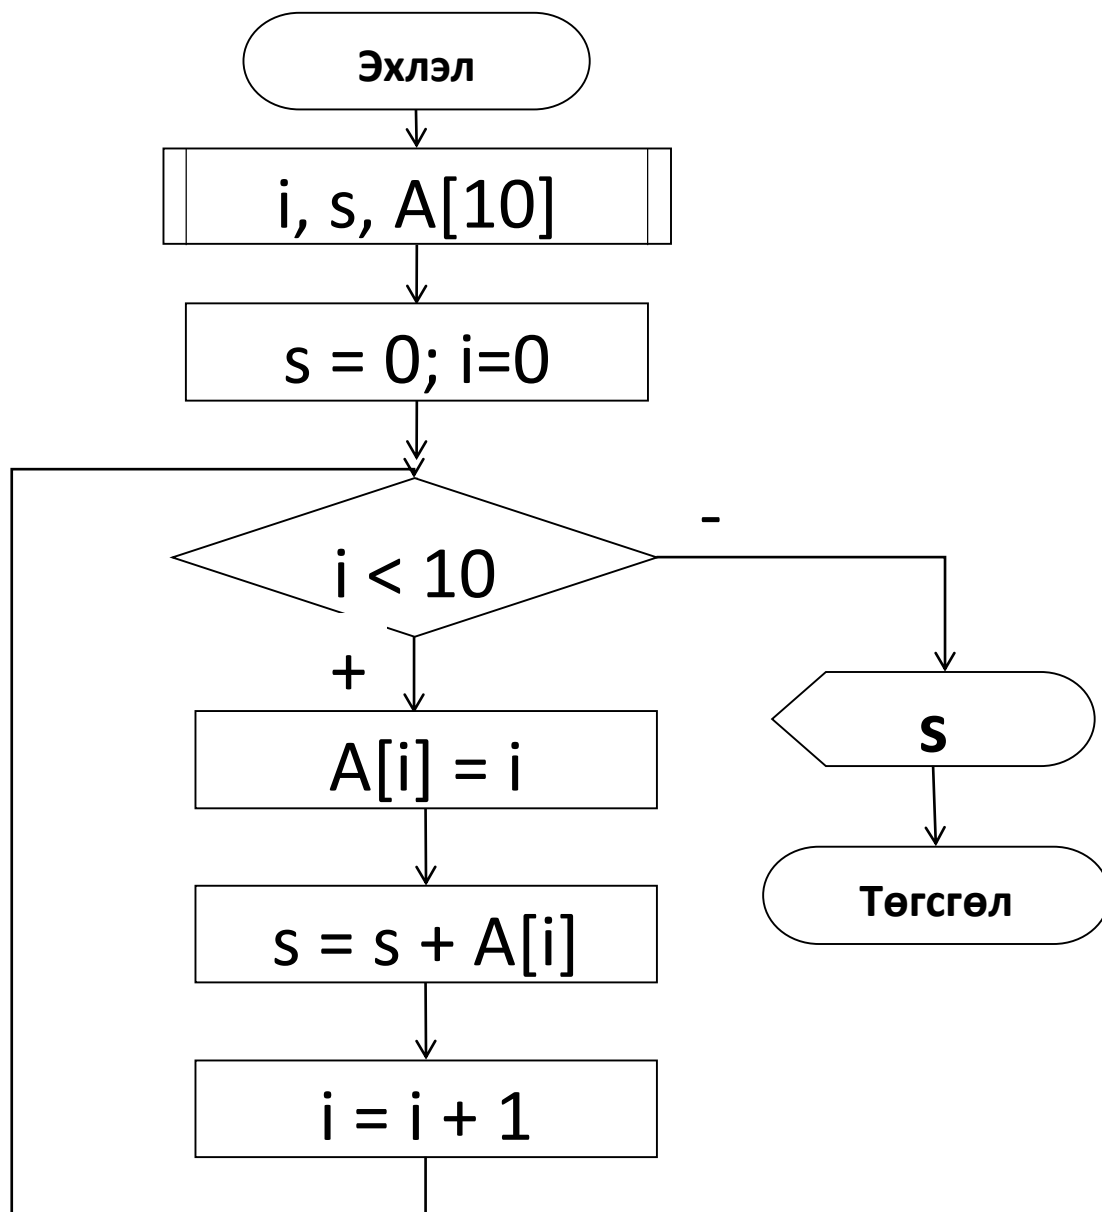 Эхлэл
i, s, A[10]
s = 0; i=0
i < 10
-
+
A[i] = i
s = s + A[i]
i = i + 1
s
Төгсгөл